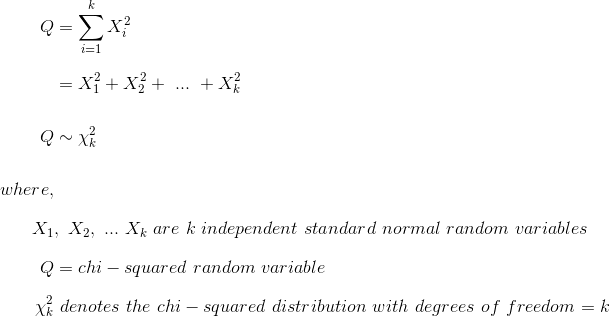 Q = \sum_{i=1}^{k} X_i^2
= X_1^2 + X_2^2 + ... + X_k^2
Q \sim \chi_k^2
where,
X_1, X_2, ... X_k are k independent standard normal random variables
Q = chi - squared random variable
\chi_k^2 denotes the chi - squared distribution with degrees of freedom = k